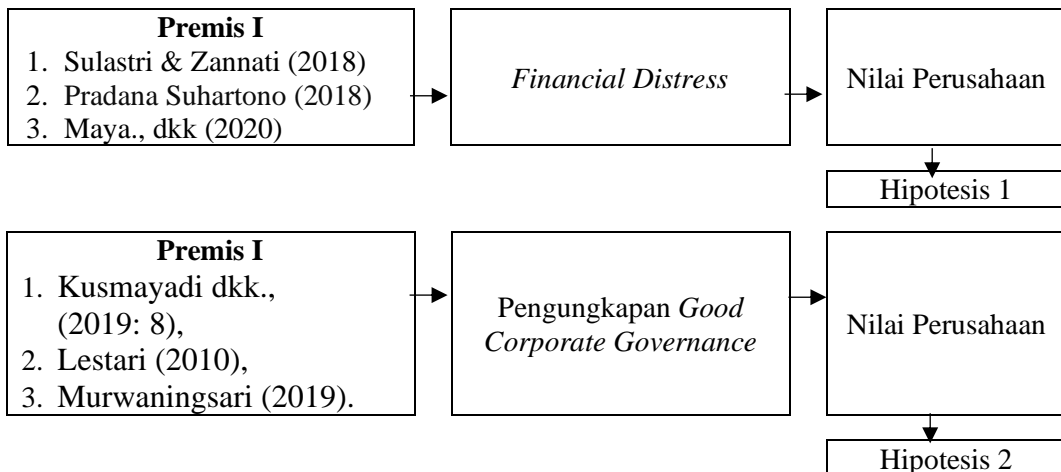 Premis I
1. Sulastri & Zannati (2018)
2. Pradana Suhartono (2018)
3. Maya., dkk (2020)
Financial Distress
Nilai Perusahaan
Hipotesis 1
Premis I
1. Kusmayadi dkk.,
(2019: 8),
2. Lestari (2010),
3. Murwaningsari (2019).
Pengungkapan Good
Corporate Governance
Nilai Perusahaan
Hipotesis 2